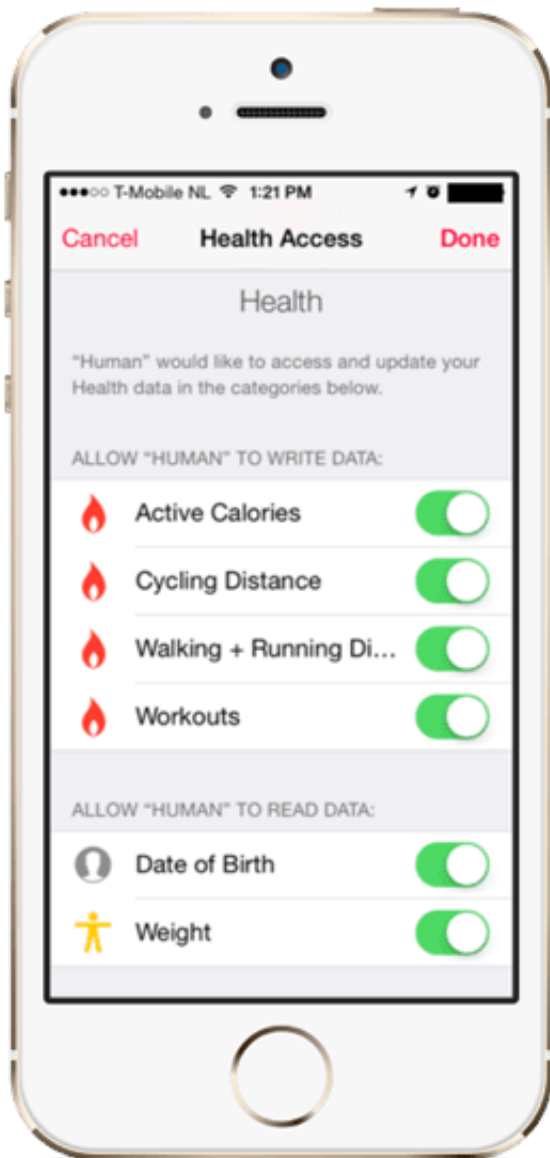 T-Mobile NL 1:21 PM
Cancel Health Access Done
Health
“Human” would like to access and update your
Health data in the categories below.
ALLOW “HUMAN” TO WRITE DATA:
Active Calories
Cycling Distance
Walking + Running Di...
Workouts
ALLOW “HUMAN” TO READ DATA:
Date of Birth
Weight